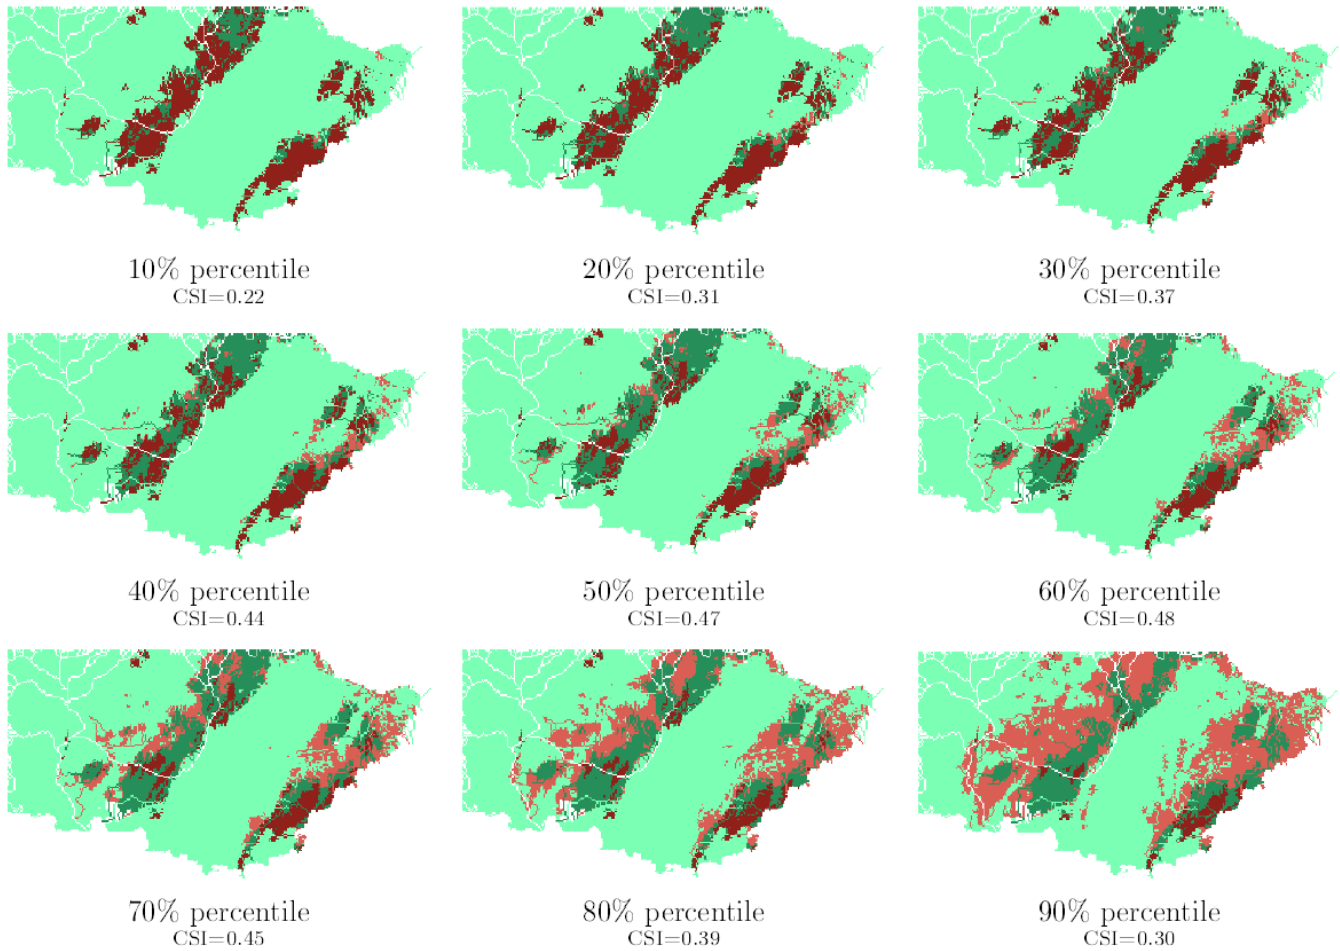 10% percentile
CSI=0.22
20% percentile
CSI=0.31
30% percentile
CSI=0.37
40% percentile
CSI=0.44
50% percentile
CSI=0.47
60% percentile
CSI=0.48
70% percentile
CSI=0.45
80% percentile
CSI=0.39
90% percentile
CSI=0.30